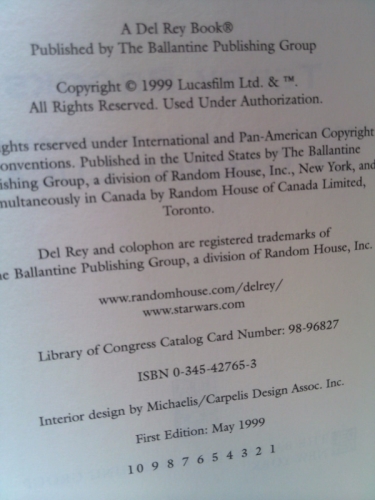 A Del Rey Book®
Published by The Ballantine Publishing Group
Copyright © 1999 Lucasfilm Ltd. & ™.
All Rights Reserved. Used Under Authorization.
ghts reserved under International and Pan-American Copyright
onventions. Published in the United States by The Ballantine
ishing Group, a division of Random House, Inc., New York, and
multaneously in Canada by Random House of Canada Limited,
Toronto.
Del Rey and colophon are registered trademarks of
e Ballantine Publishing Group, a division of Random House, Inc.
www.randomhouse.com/delrey/
www.starwars.com
Library of Congress Catalog Card Number: 98-96827
ISBN 0-345-42765-3
Interior design by Michaelis/Carpelis Design Assoc. Inc.
First Edition: May 1999
10 9 8 7 6 5 4 3 2 1